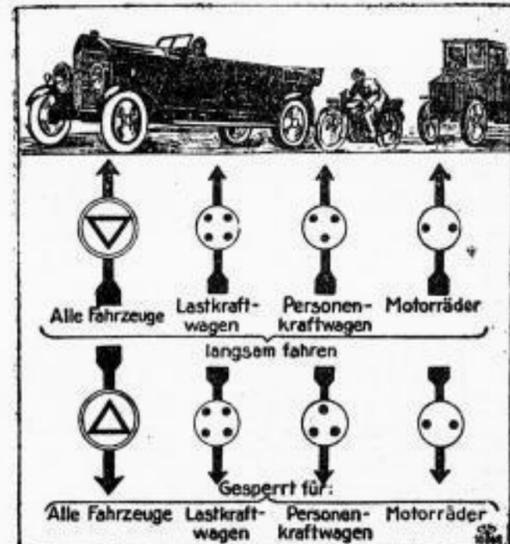 Alle Fahrzeuge Lastkraft- Personen- Motorräder
wagen kraftwagen
langsam fahren
Gesperrt für:
Alle Fahrzeuge Lastkraft- Personen- Motorräder
wagen kraftwagen